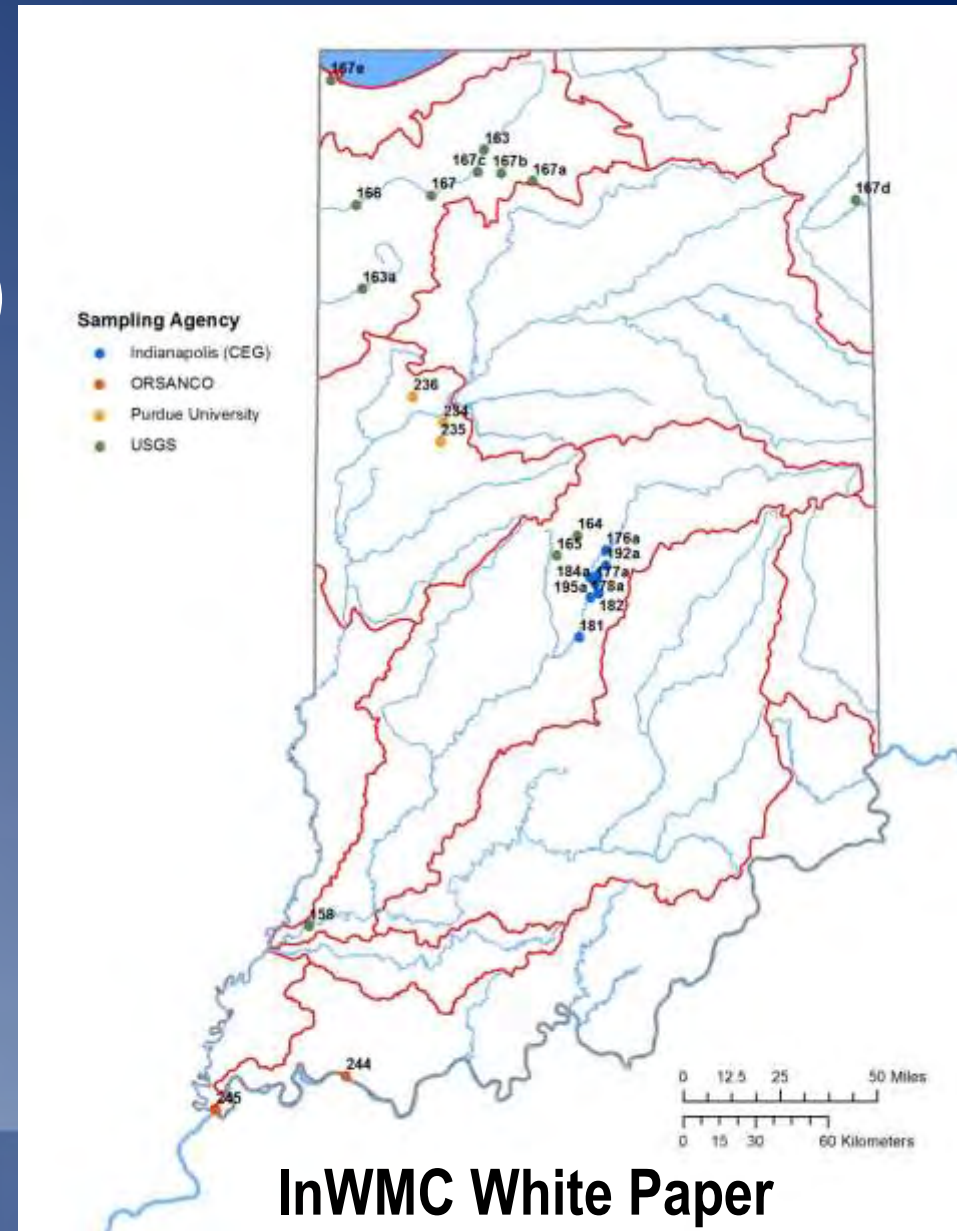 167e
163
167c 167b
167a
167
166
167d
163a
Sampling Agency
Indianapolis (CEG)
ORSANCO
Purdue University
USGS
236
234
235
164
165
176a
192a
184a 177a
195a 178a
182
181
158
244
245
0 12.5 25 50 Miles
0 15 30 60 Kilometers
InWMC White Paper